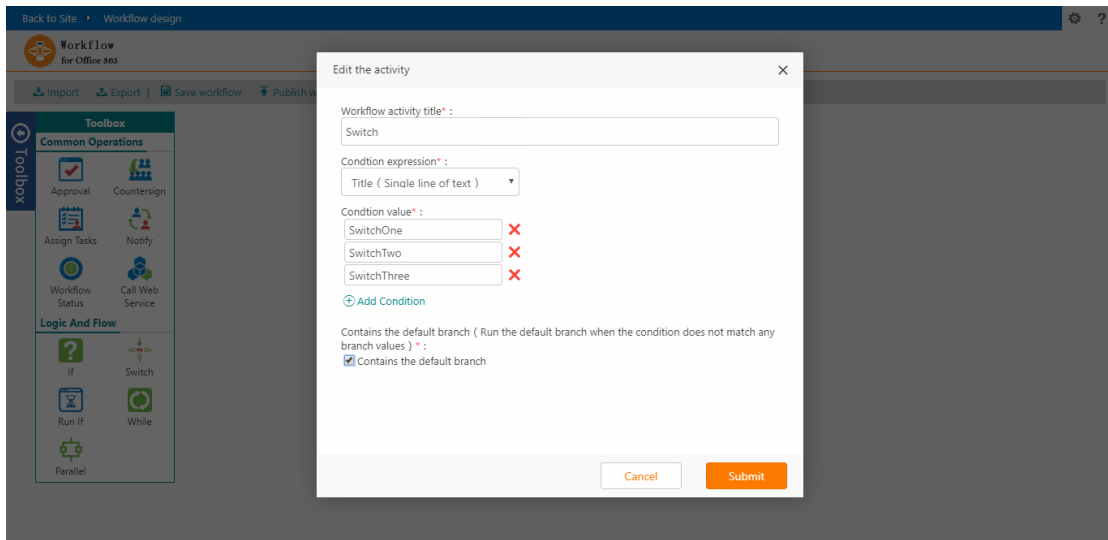 Back to Site Workflow design
?
Workflow
for Office 365
Import Export | Save workflow Publish w
Toolbox
Toolbox
Common Operations
Approval Countersign
Assign Tasks Notify
Workflow Status Call Web Service
Logic And Flow
If Switch
Run If While
Parallel
Edit the activity
Workflow activity title* :
Switch
Condtion expression* :
Title ( Single line of text )
Condtion value* :
SwitchOne
SwitchTwo
SwitchThree
Add Condition
Contains the default branch ( Run the default branch when the condition does not match any
branch values ) * :
Contains the default branch
Cancel Submit